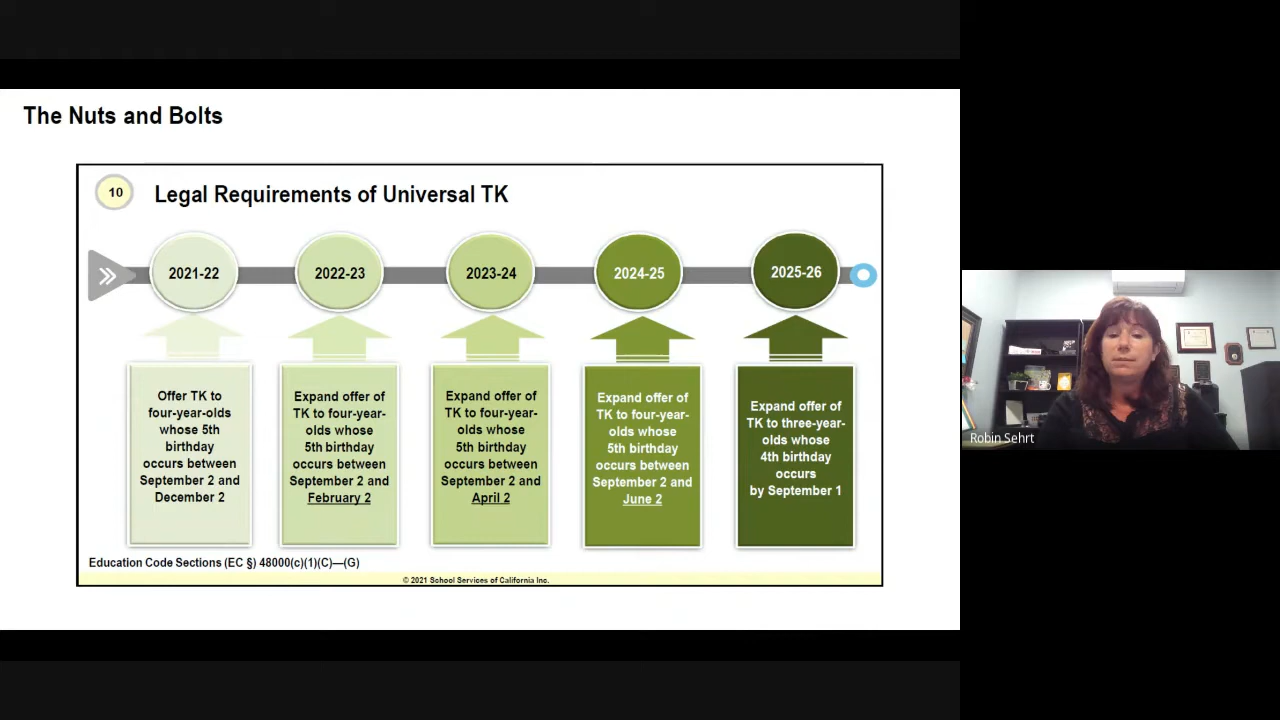 The Nuts and Bolts
10
Legal Requirements of Universal TK
2021-22
2022-23
2023-24
2024-25
2025-26
Offer TK to
four-year-olds
whose 5th
birthday
occurs between
September 2 and
December 2
Expand offer of
TK to four-year-
olds whose
5th birthday
occurs between
September 2 and
February 2
Expand offer of
TK to four-year-
olds whose
5th birthday
occurs between
September 2 and
April 2
Expand offer of
TK to four-year-
olds whose
5th birthday
occurs between
September 2 and
June 2
Expand offer of
TK to three-year-
olds whose
4th birthday
occurs
by September 1
Education Code Sections (EC §) 48000(c)(1)(C)—(G)
© 2021 School Services of California Inc.
Robin Sehrt